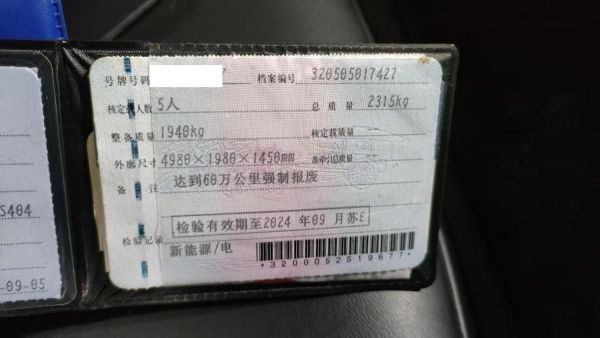 号牌号码 档案编号 320505017427
核定载人数 5人 总质量 2315kg
整备质量 1940kg 核定载质量 --
外廓尺寸 4980×1980×1450mm 准牵引总质量 --
备注 达到60万公里强制报废
检验有效期至2024年09月苏E
检验记录
新能源/电
*3200052519677*
S404
-09-05